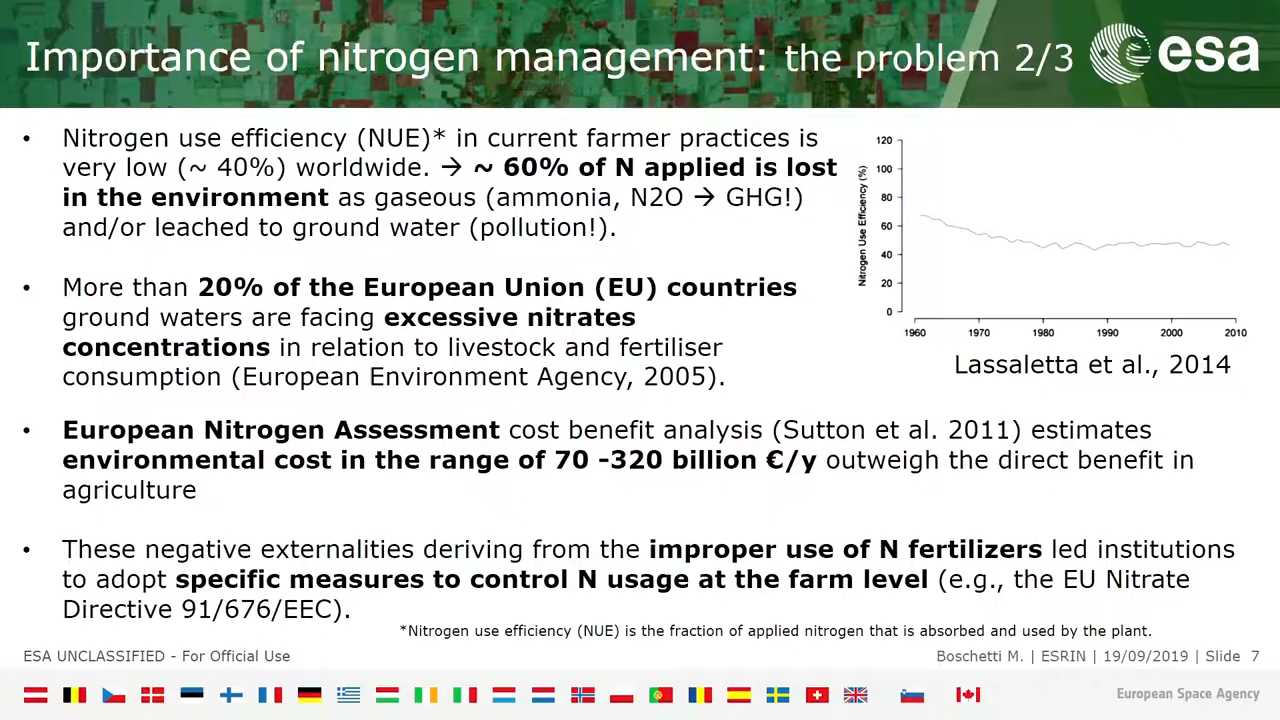 Importance of nitrogen management: the problem 2/3
esa
• Nitrogen use efficiency (NUE)* in current farmer practices is
very low (~ 40%) worldwide. → ~ 60% of N applied is lost
in the environment as gaseous (ammonia, N2O → GHG!)
and/or leached to ground water (pollution!).
• More than 20% of the European Union (EU) countries
ground waters are facing excessive nitrates
concentrations in relation to livestock and fertiliser
consumption (European Environment Agency, 2005).
Nitrogen Use Efficiency (%)
120
100
80
60
40
20
0
1960 1970 1980 1990 2000 2010
Lassaletta et al., 2014
• European Nitrogen Assessment cost benefit analysis (Sutton et al. 2011) estimates
environmental cost in the range of 70 -320 billion €/y outweigh the direct benefit in
agriculture
• These negative externalities deriving from the improper use of N fertilizers led institutions
to adopt specific measures to control N usage at the farm level (e.g., the EU Nitrate
Directive 91/676/EEC).
*Nitrogen use efficiency (NUE) is the fraction of applied nitrogen that is absorbed and used by the plant.
ESA UNCLASSIFIED - For Official Use
Boschetti M. | ESRIN | 19/09/2019 | Slide 7
European Space Agency